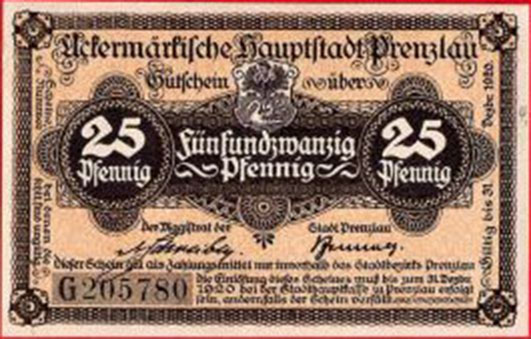 Uckermärkische Hauptstadt Prenzlau
Gutschein über
25
25
25
Pfennig
Fünfundzwanzig
Pfennig
Pfennig
Gültig bis 31. Dezbr. 1920.
Der Magistrat der Stadt Prenzlau
Dieser Schein gilt als Zahlungsmittel nur innerhalb des Stadtbezirks Prenzlau
G205780
die Einlösung dieses Scheines muß bis zum 31. Dezbr.
1920 bei der Stadthauptkasse in Prenzlau erfolgt
sein, andernfalls der Schein verfällt.